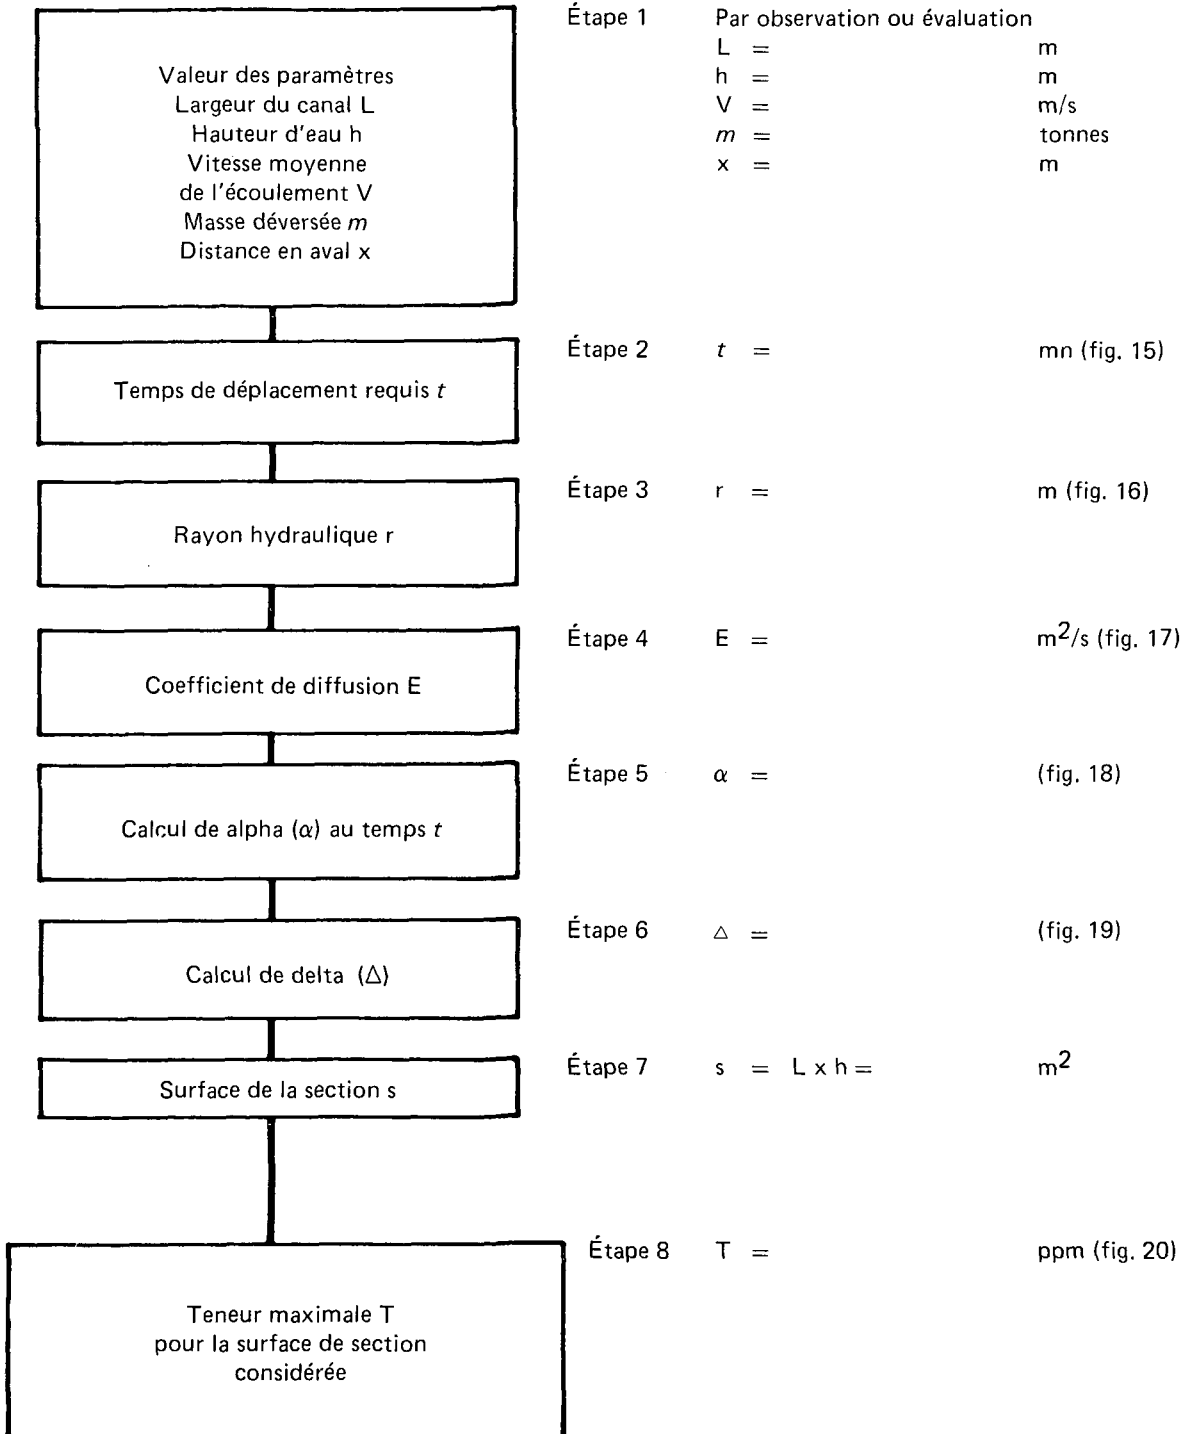 Étape 1 Par observation ou évaluation
L = m
h = m
V = m/s
m = tonnes
x = m
Valeur des paramètres
Largeur du canal L
Hauteur d'eau h
Vitesse moyenne
de l'écoulement V
Masse déversée m
Distance en aval x
Étape 2 t = mn (fig. 15)
Temps de déplacement requis t
Étape 3 r = m (fig. 16)
Rayon hydraulique r
Étape 4 E = m²/s (fig. 17)
Coefficient de diffusion E
Étape 5 α = (fig. 18)
Calcul de alpha (α) au temps t
Étape 6 △ = (fig. 19)
Calcul de delta (△)
Étape 7 s = L x h = m²
Surface de la section s
Étape 8 T = ppm (fig. 20)
Teneur maximale T
pour la surface de section
considérée